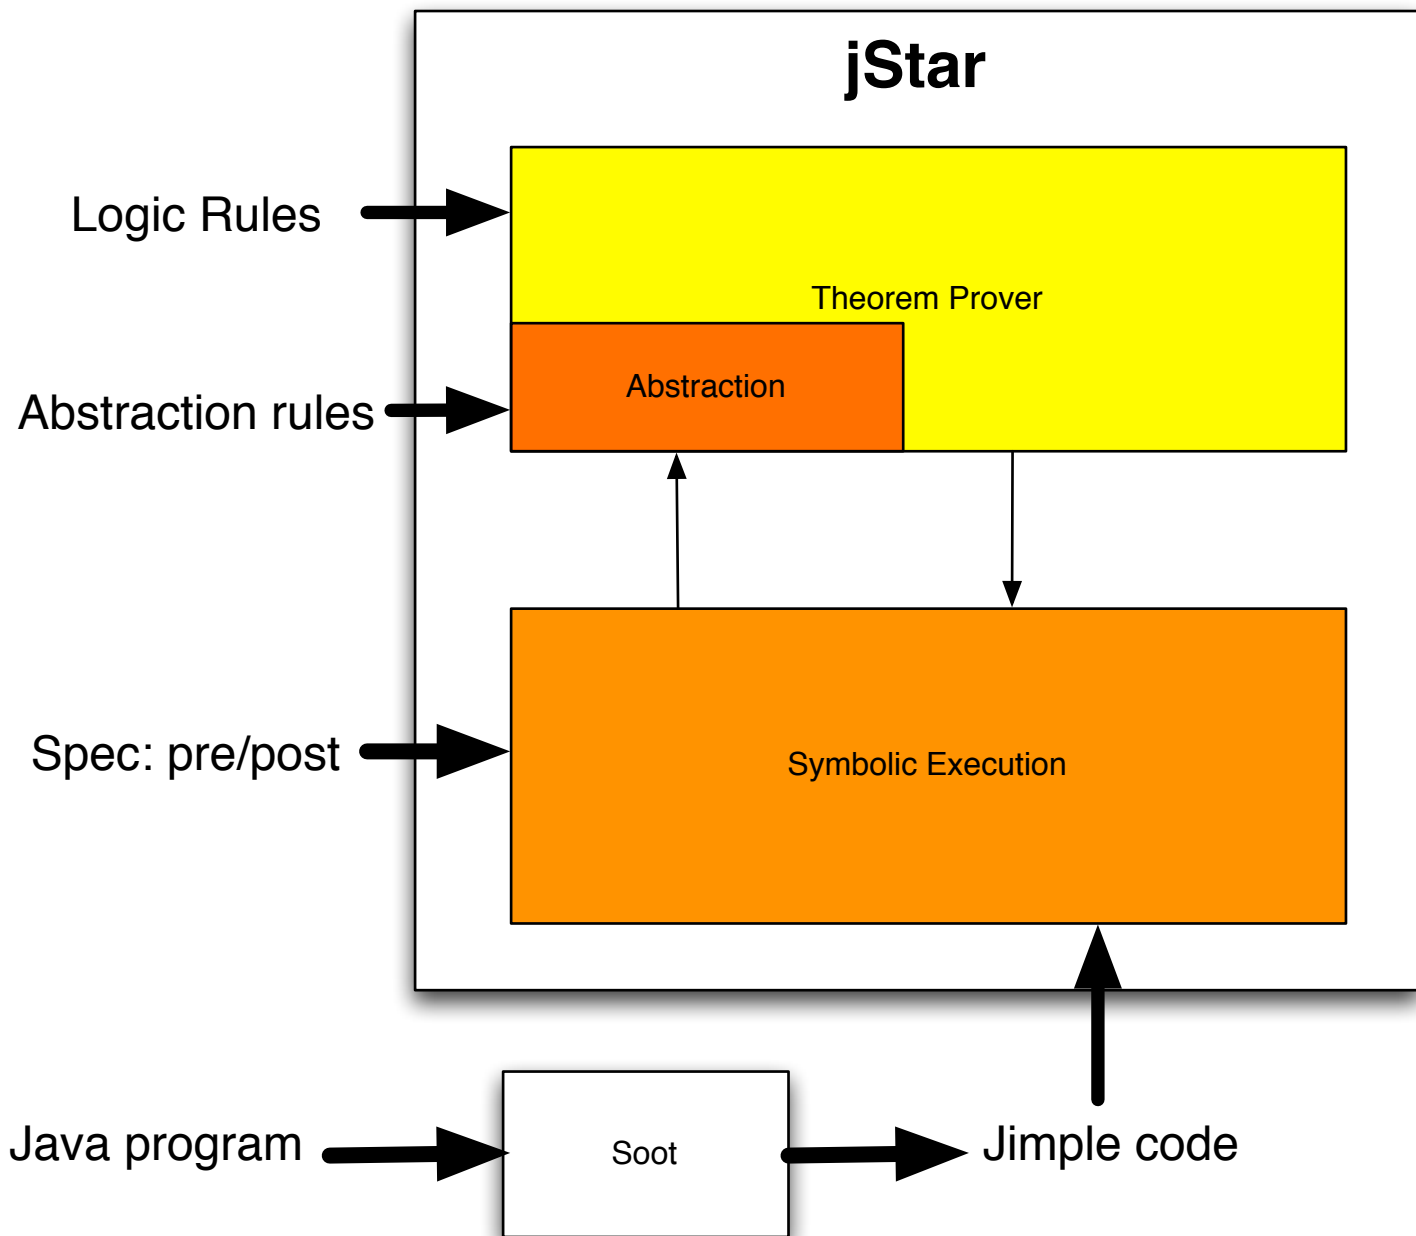 jStar
Logic Rules
Theorem Prover
Abstraction
Abstraction rules
Spec: pre/post
Symbolic Execution
Java program
Soot
Jimple code